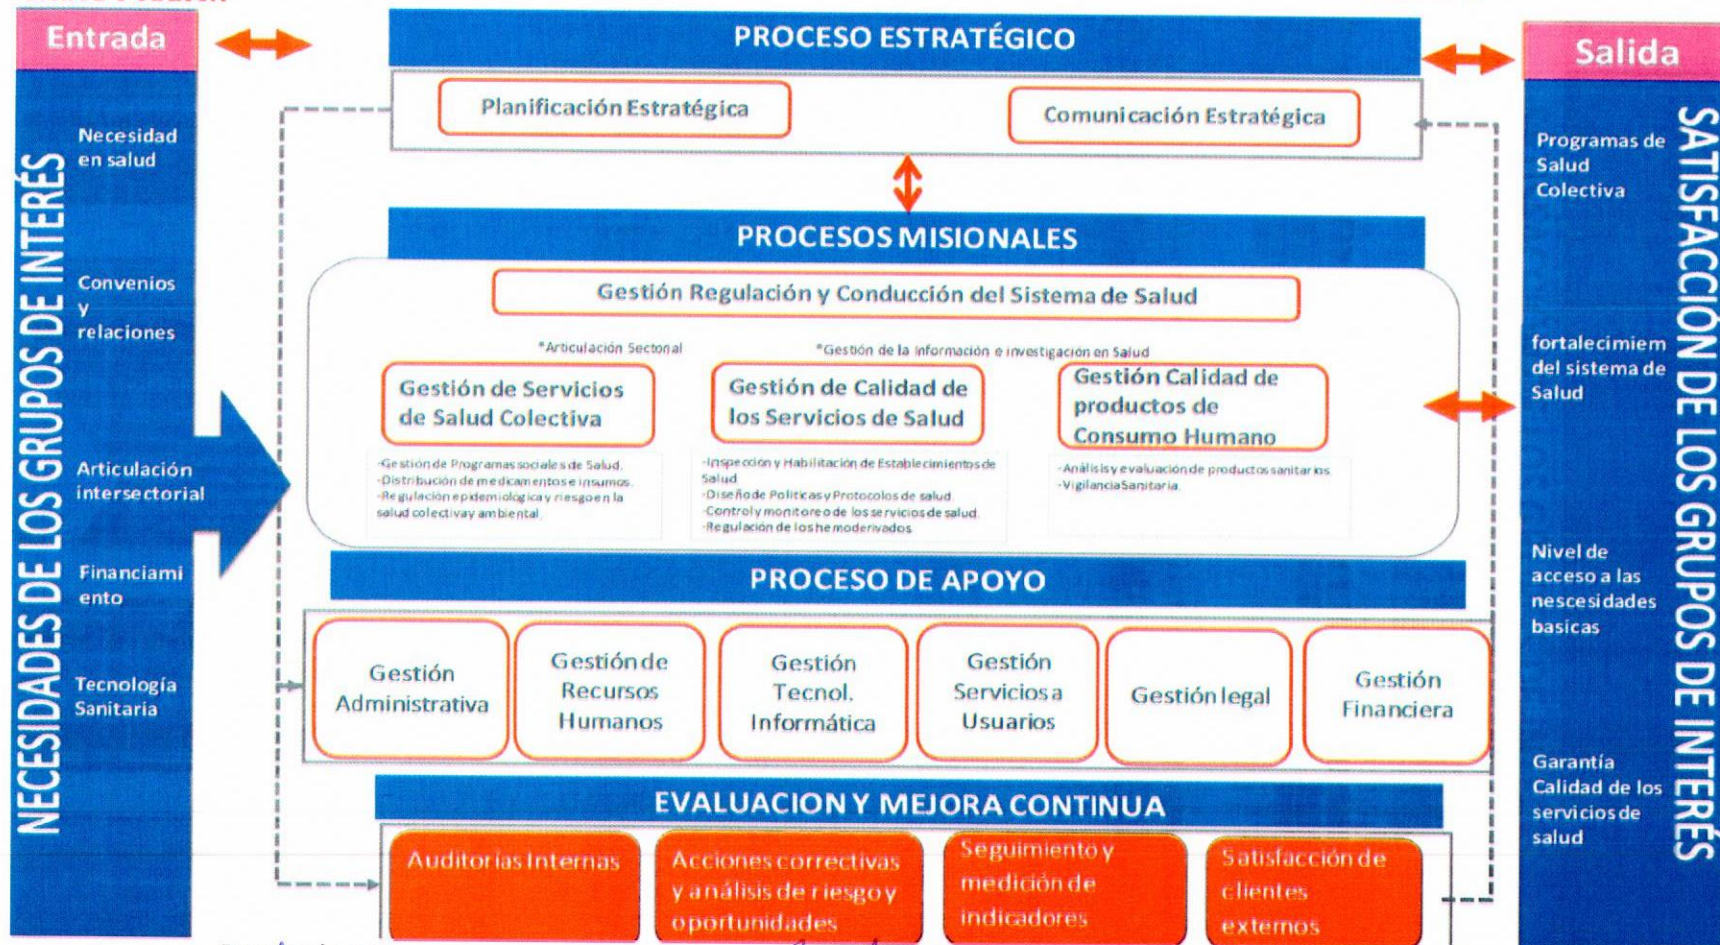 Entrada
PROCESO ESTRATÉGICO
Salida
Planificación Estratégica
Comunicación Estratégica
NECESIDADES DE LOS GRUPOS DE INTERÉS
Necesidad
en salud
Convenios
y
relaciones
Articulación
intersectorial
Financiami
ento
Tecnología
Sanitaria
PROCESOS MISIONALES
Gestión Regulación y Conducción del Sistema de Salud
*Articulación Sectorial
*Gestión de la Información e investigación en Salud
Gestión de Servicios
de Salud Colectiva
Gestión de Calidad de
los Servicios de Salud
Gestión Calidad de
productos de
Consumo Humano
-Gestión de Programas sociales de Salud.
-Distribución de medicamentos e insumos.
-Regulación epidemiológica y riesgo en la
salud colectiva y ambiental.
-Inspección y Habilitación de Establecimientos de
Salud
-Diseño de Politicas y Protocolos de salud.
-Control y monitoreo de los servicios de salud.
-Regulación de los hemoderivados.
-Análisis y evaluación de productos sanitarios
-Vigilancia Sanitaria.
PROCESO DE APOYO
Gestión
Administrativa
Gestión de
Recursos
Humanos
Gestión
Tecnol.
Informática
Gestión
Servicios a
Usuarios
Gestión legal
Gestión
Financiera
EVALUACION Y MEJORA CONTINUA
Auditorías Internas
Acciones correctivas
y análisis de riesgo y
oportunidades
Seguimiento y
medición de
indicadores
Satisfacción de
clientes
externos
Programas de
Salud
Colectiva
fortalecimiem
del sistema de
Salud
Nivel de
acceso a las
nescesidades
basicas
Garantía
Calidad de los
servicios de
salud
SATISFACCIÓN DE LOS GRUPOS DE INTERÉS